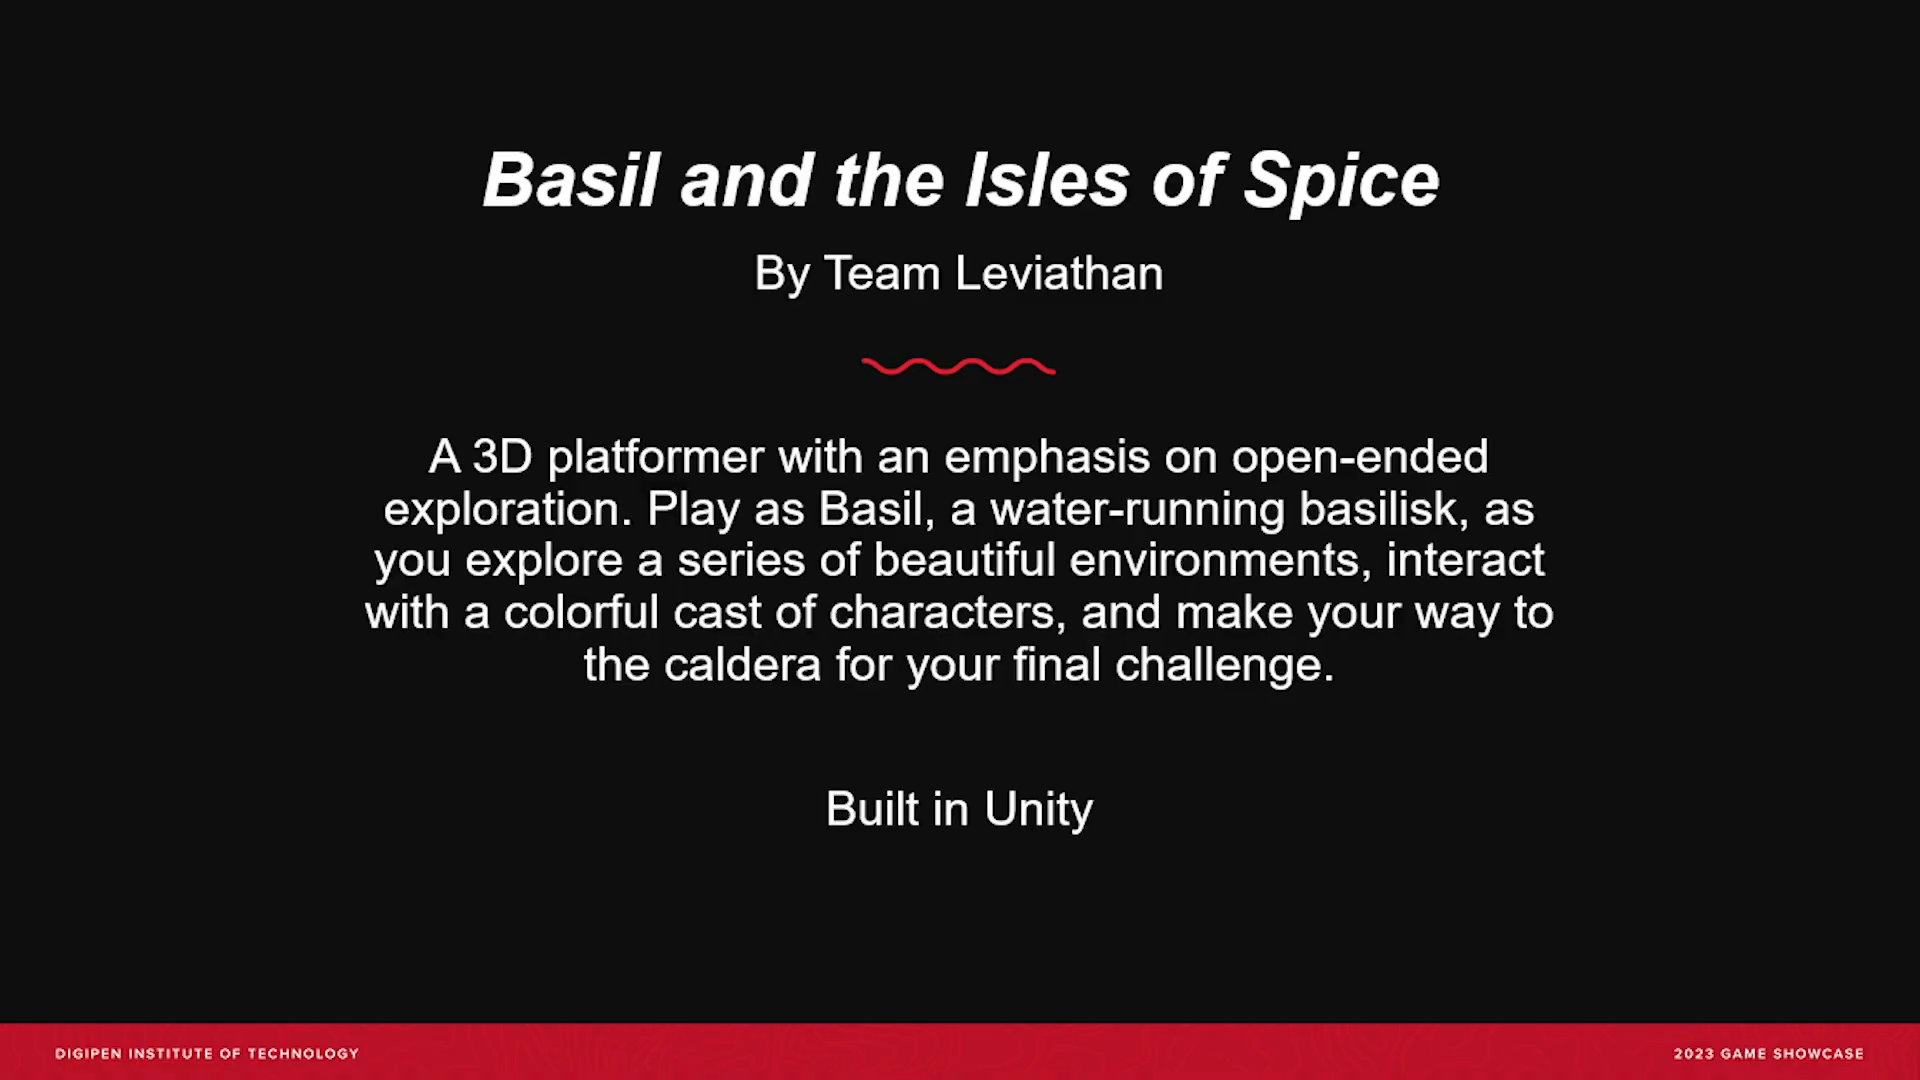 Basil and the Isles of Spice
By Team Leviathan
A 3D platformer with an emphasis on open-ended
exploration. Play as Basil, a water-running basilisk, as
you explore a series of beautiful environments, interact
with a colorful cast of characters, and make your way to
the caldera for your final challenge.
Built in Unity
DIGIPEN INSTITUTE OF TECHNOLOGY
2023 GAME SHOWCASE